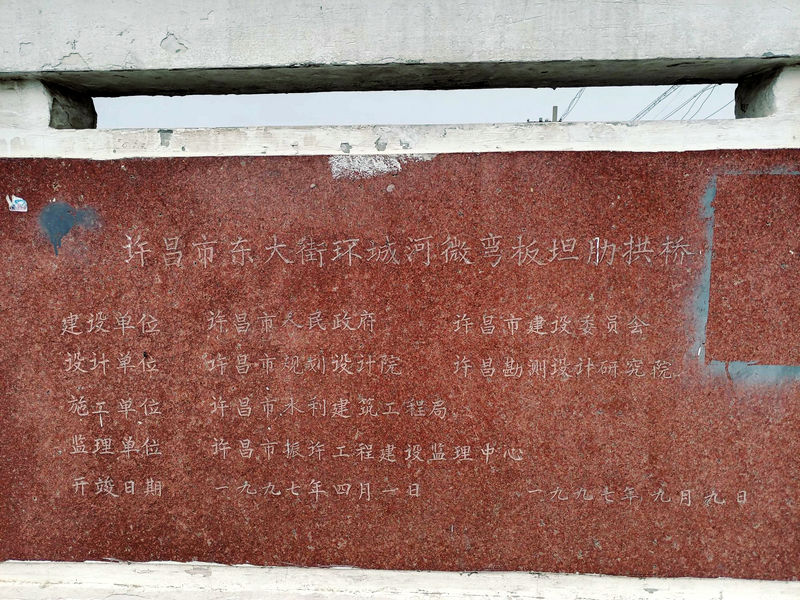 许昌市东大街环城河微弯板坦肋拱桥
建设单位 许昌市人民政府 许昌市建设委员会
设计单位 许昌市规划设计院 许昌勘测设计研究院
施工单位 许昌市水利建筑工程局
监理单位 许昌市振许工程建设监理中心
开竣日期 一九九七年四月一日 一九九七年九月九日